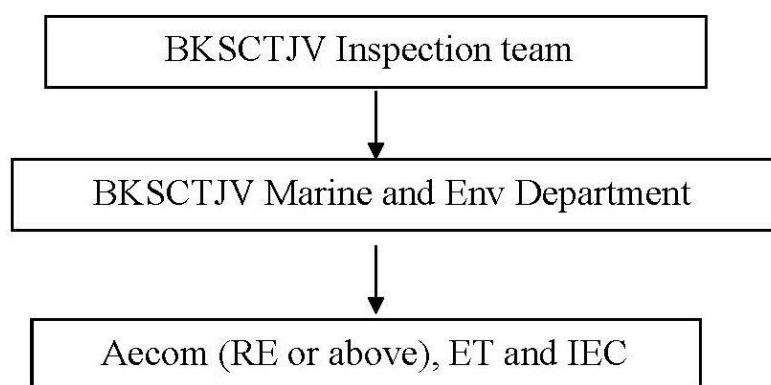 BKSCTJV Inspection team
BKSCTJV Marine and Env Department
Aecom (RE or above), ET and IEC